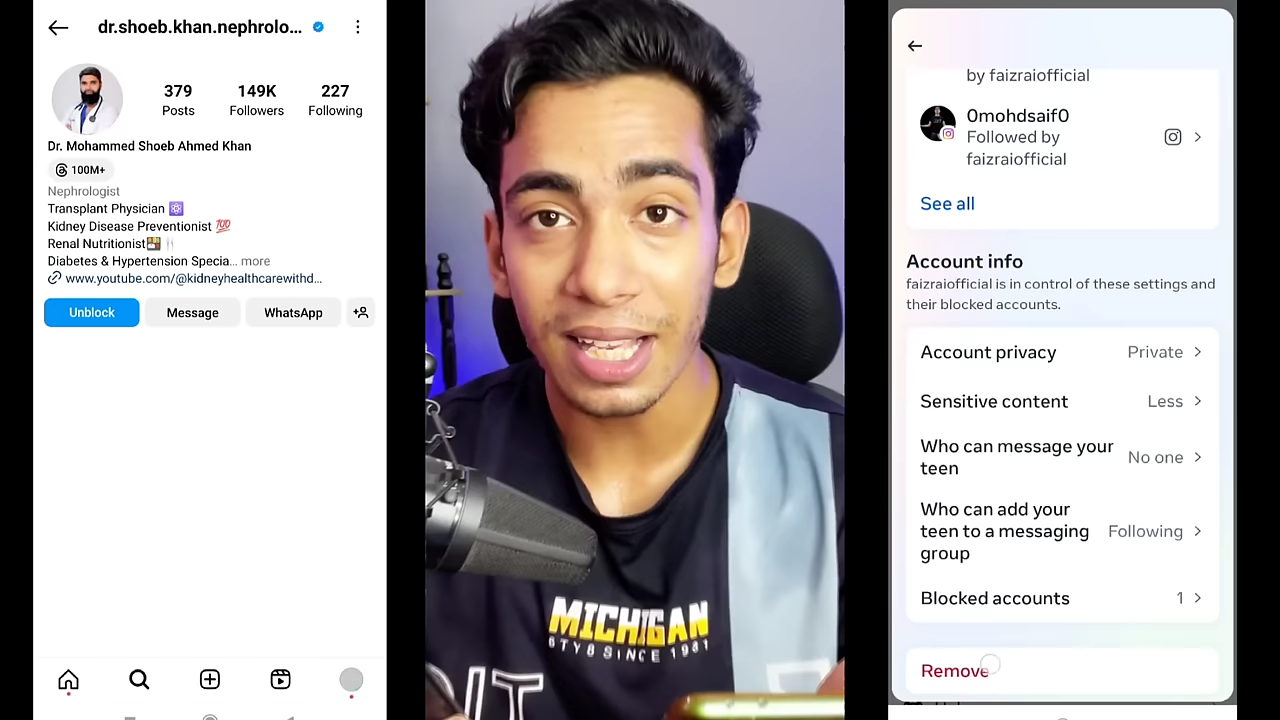 dr.shoeb.khan.nephrolo...
379
149K
227
Posts
Followers
Following
Dr. Mohammed Shoeb Ahmed Khan
100M+
Nephrologist
Transplant Physician ⚛️
Kidney Disease Preventionist 💯
Renal Nutritionist🍱🍴
Diabetes & Hypertension Specia... more
www.youtube.com/@kidneyhealthcarewithd...
Unblock
Message
WhatsApp
MICHIGAN
6TY8 SINCE 1981
by faizraiofficial
0mohdsaif0
Followed by
faizraiofficial
See all
Account info
faizraiofficial is in control of these settings and
their blocked accounts.
Account privacy
Private
Sensitive content
Less
Who can message your
teen
No one
Who can add your
teen to a messaging
group
Following
Blocked accounts
1
Remove